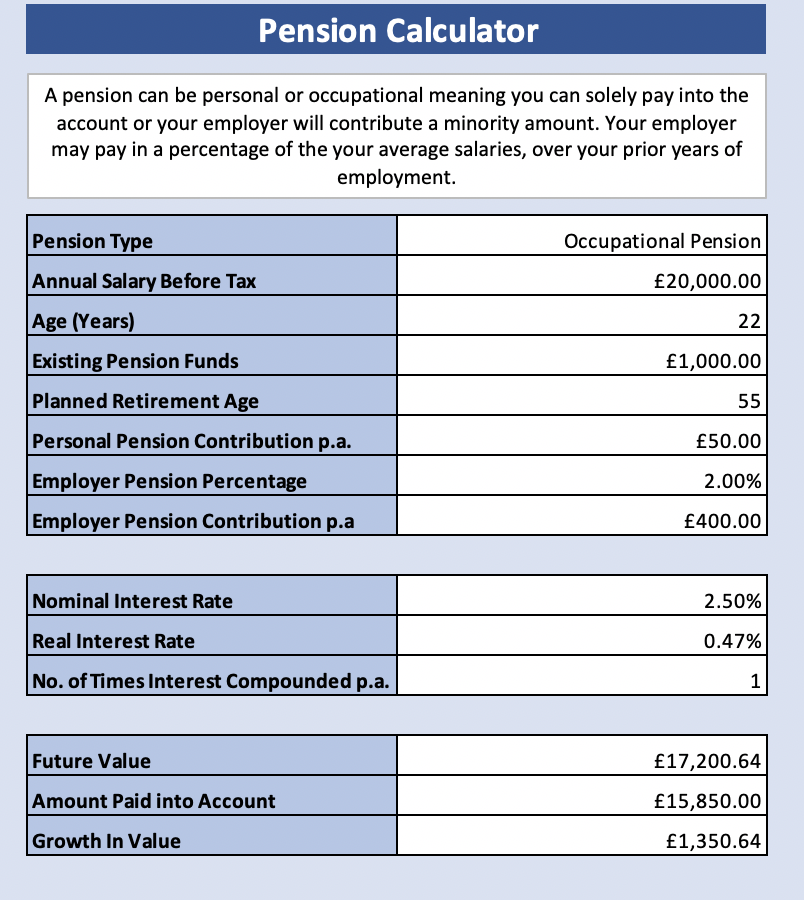 Pension Calculator
A pension can be personal or occupational meaning you can solely pay into the
account or your employer will contribute a minority amount. Your employer
may pay in a percentage of the your average salaries, over your prior years of
employment.
Pension Type Occupational Pension
Annual Salary Before Tax £20,000.00
Age (Years) 22
Existing Pension Funds £1,000.00
Planned Retirement Age 55
Personal Pension Contribution p.a. £50.00
Employer Pension Percentage 2.00%
Employer Pension Contribution p.a £400.00
Nominal Interest Rate 2.50%
Real Interest Rate 0.47%
No. of Times Interest Compounded p.a. 1
Future Value £17,200.64
Amount Paid into Account £15,850.00
Growth In Value £1,350.64